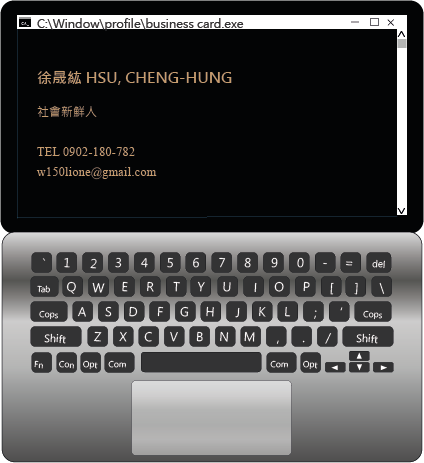 C:\Window\profile\business card.exe
徐晟紘 HSU, CHENG-HUNG
社會新鮮人
TEL 0902-180-782
w150lione@gmail.com
` 1 2 3 4 5 6 7 8 9 0 - = del
Tab Q W E R T Y U I O P [ ] \
Cops A S D F G H J K L ; ' Cops
Shift Z X C V B N M , . / Shift
Fn Con Opt Com Com Opt ◄ ▲ ▼ ►